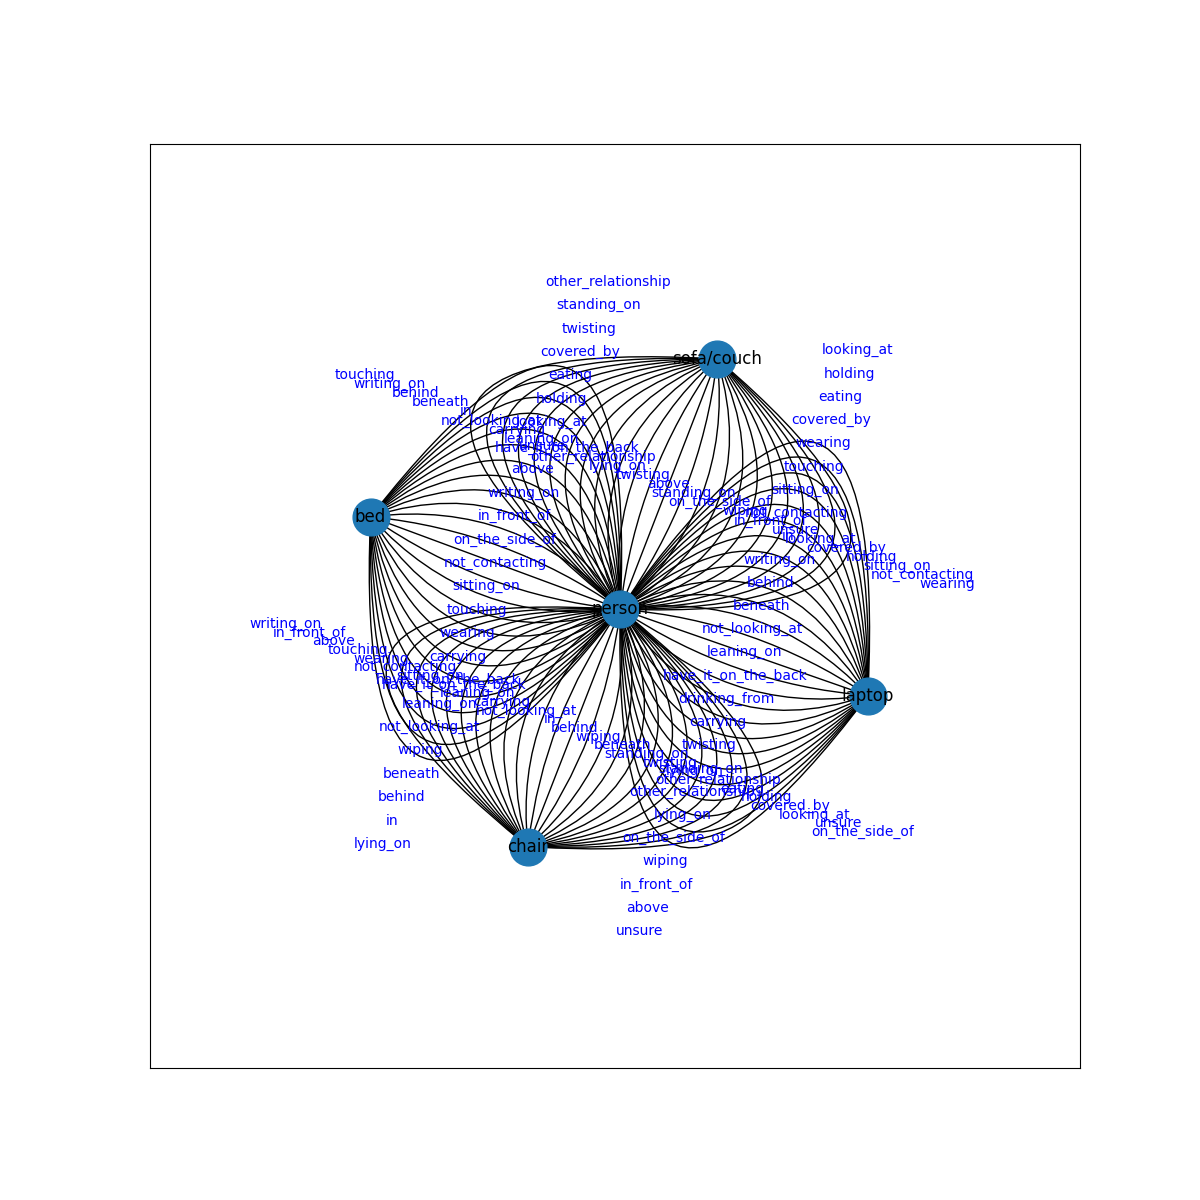 other_relationship
standing_on
twisting
looking_at
covered_by
sofa/couch
touching
eating
holding
writing_on
behind
holding
eating
beneath
in
not_looking_at
looking_at
covered_by
carrying
leaning_on
wearing
have_it_on_the_back
other_relationship
above
lying_on
touching
twisting
above
sitting_on
writing_on
standing_on
on_the_side_of
wiping
not_contacting
bed
in_front_of
in_front_of
unsure
on_the_side_of
in
looking_at
covered_by
holding
not_contacting
writing_on
sitting_on
not_contacting
wearing
sitting_on
behind
touching
person
beneath
writing_on
in_front_of
wearing
not_looking_at
above
touching
leaning_on
carrying
wearing
not_contacting
sitting_on
have_it_on_the_back
have_it_on_the_back
leaning_on
have_it_on_the_back
laptop
leaning_on
carrying
drinking_from
not_looking_at
in
carrying
not_looking_at
behind
wiping
twisting
wiping
beneath
standing_on
twisting
beneath
standing_on
lying_on
other_relationship
eating
other_relationship
behind
holding
covered_by
in
lying_on
looking_at
unsure
on_the_side_of
lying_on
chair
on_the_side_of
wiping
in_front_of
above
unsure